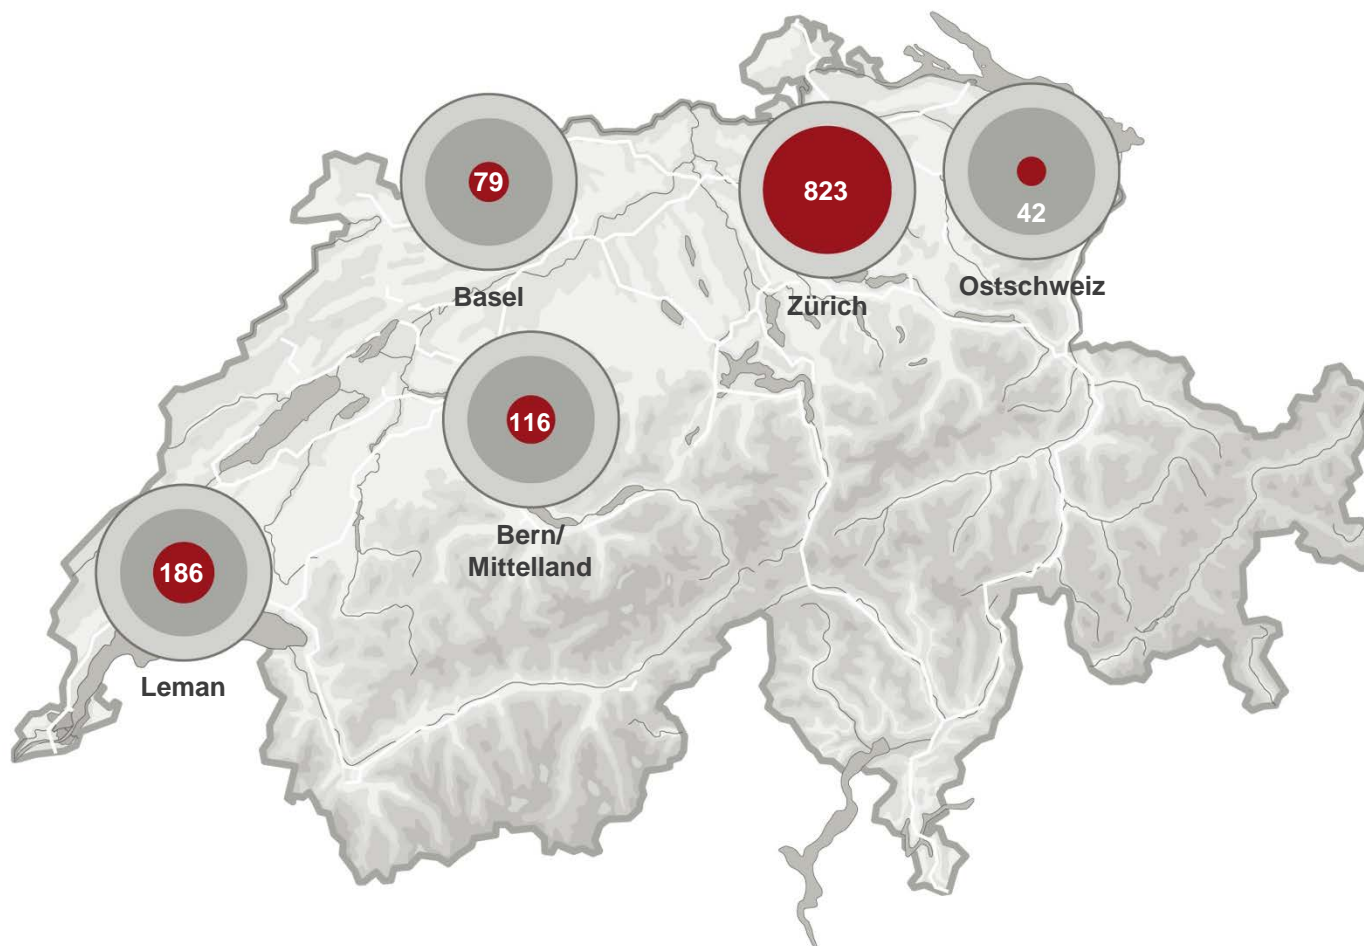 79
Basel
823
Zürich
42
Ostschweiz
116
Bern/
Mittelland
186
Leman